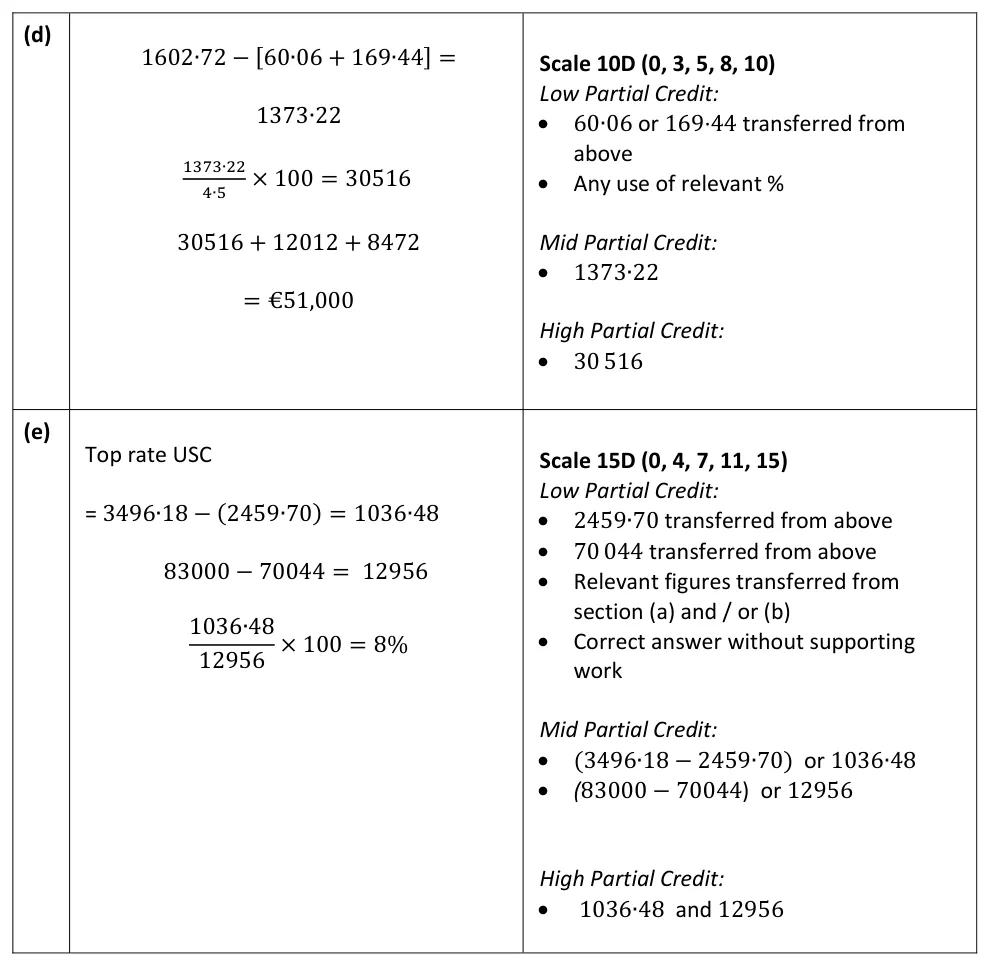 (d)
1602·72 − [60·06 + 169·44] =
1373·22
1373·22/4·5 × 100 = 30516
30516 + 12012 + 8472
= €51,000
Scale 10D (0, 3, 5, 8, 10)
Low Partial Credit:
• 60·06 or 169·44 transferred from
above
• Any use of relevant %
Mid Partial Credit:
• 1373·22
High Partial Credit:
• 30 516
(e)
Top rate USC
= 3496·18 − (2459·70) = 1036·48
83000 − 70044 = 12956
1036·48/12956 × 100 = 8%
Scale 15D (0, 4, 7, 11, 15)
Low Partial Credit:
• 2459·70 transferred from above
• 70 044 transferred from above
• Relevant figures transferred from
section (a) and / or (b)
• Correct answer without supporting
work
Mid Partial Credit:
• (3496·18 − 2459·70) or 1036·48
• (83000 − 70044) or 12956
High Partial Credit:
• 1036·48 and 12956